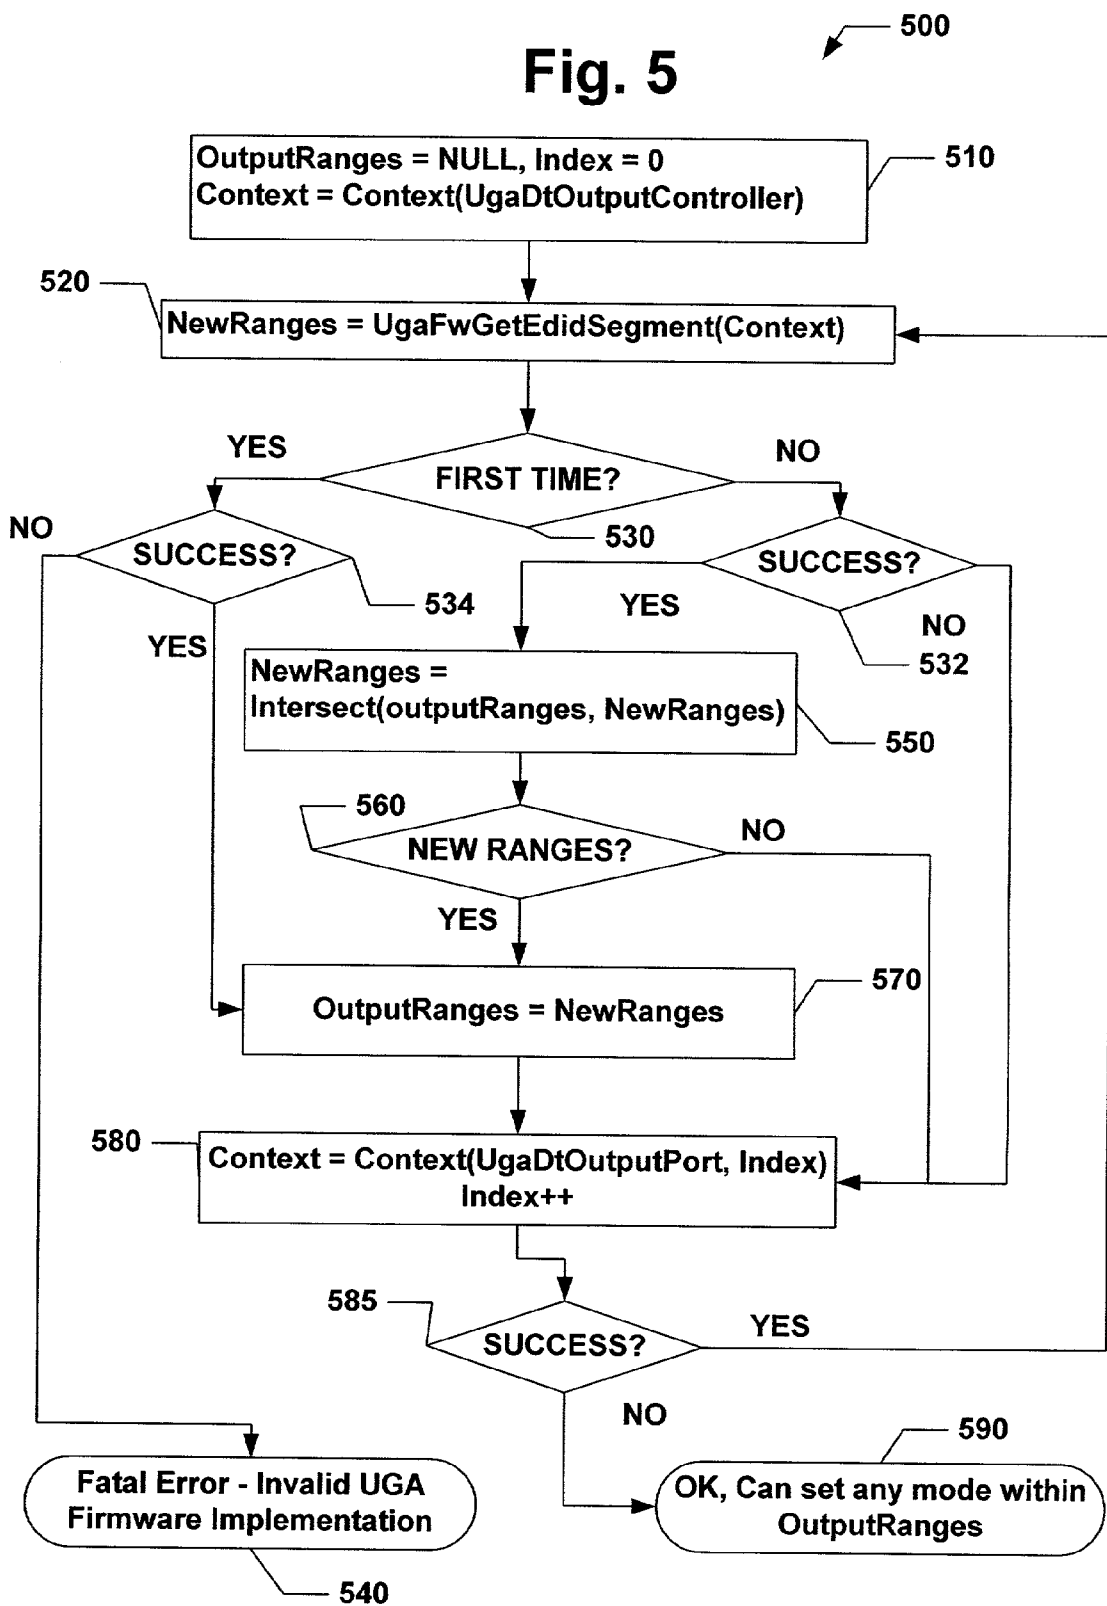 500
Fig. 5
OutputRanges = NULL, Index = 0
Context = Context(UgaDtOutputController)
510
520
NewRanges = UgaFwGetEdidSegment(Context)
YES
FIRST TIME?
NO
530
NO
SUCCESS?
534
YES
SUCCESS?
YES
NO
532
NewRanges =
Intersect(outputRanges, NewRanges)
550
560
NEW RANGES?
NO
YES
570
OutputRanges = NewRanges
580
Context = Context(UgaDtOutputPort, Index)
Index++
585
SUCCESS?
YES
NO
590
Fatal Error - Invalid UGA
Firmware Implementation
540
OK, Can set any mode within
OutputRanges